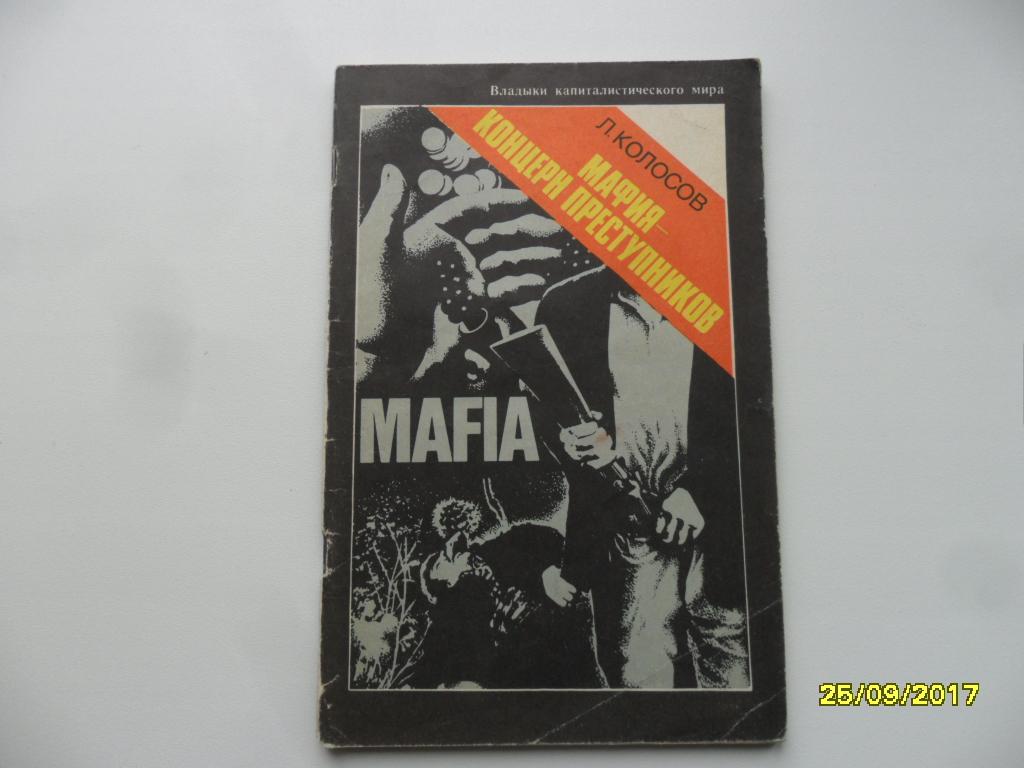 Владыки капиталистического мира
Л.КОЛОСОВ
МАФИЯ–
КОНЦЕРН ПРЕСТУПНИКОВ
MAFIA
25/09/2017